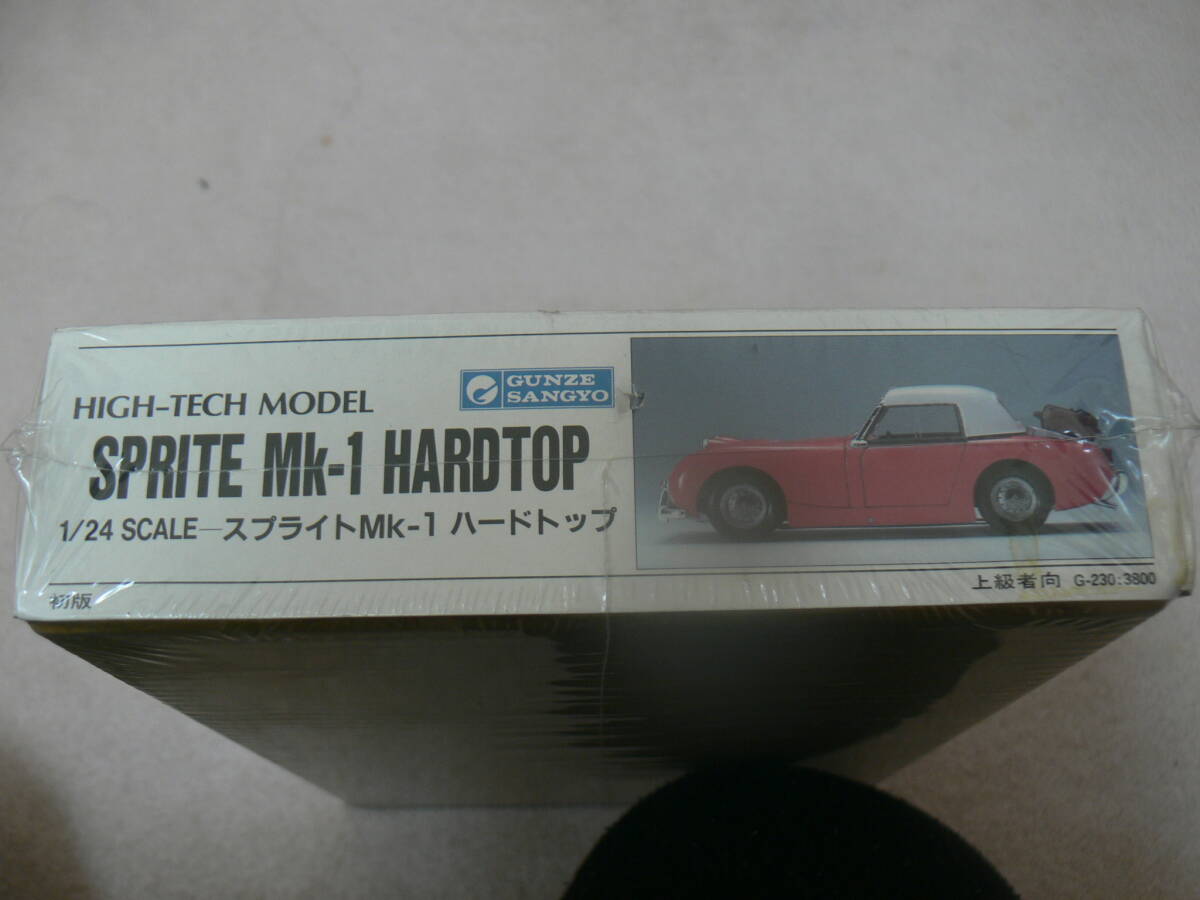 HIGH-TECH MODEL
GUNZE
SANGYO
SPRITE Mk-1 HARDTOP
1/24 SCALE—スプライトMk-1 ハードトップ
初版
上級者向 G-230:3800